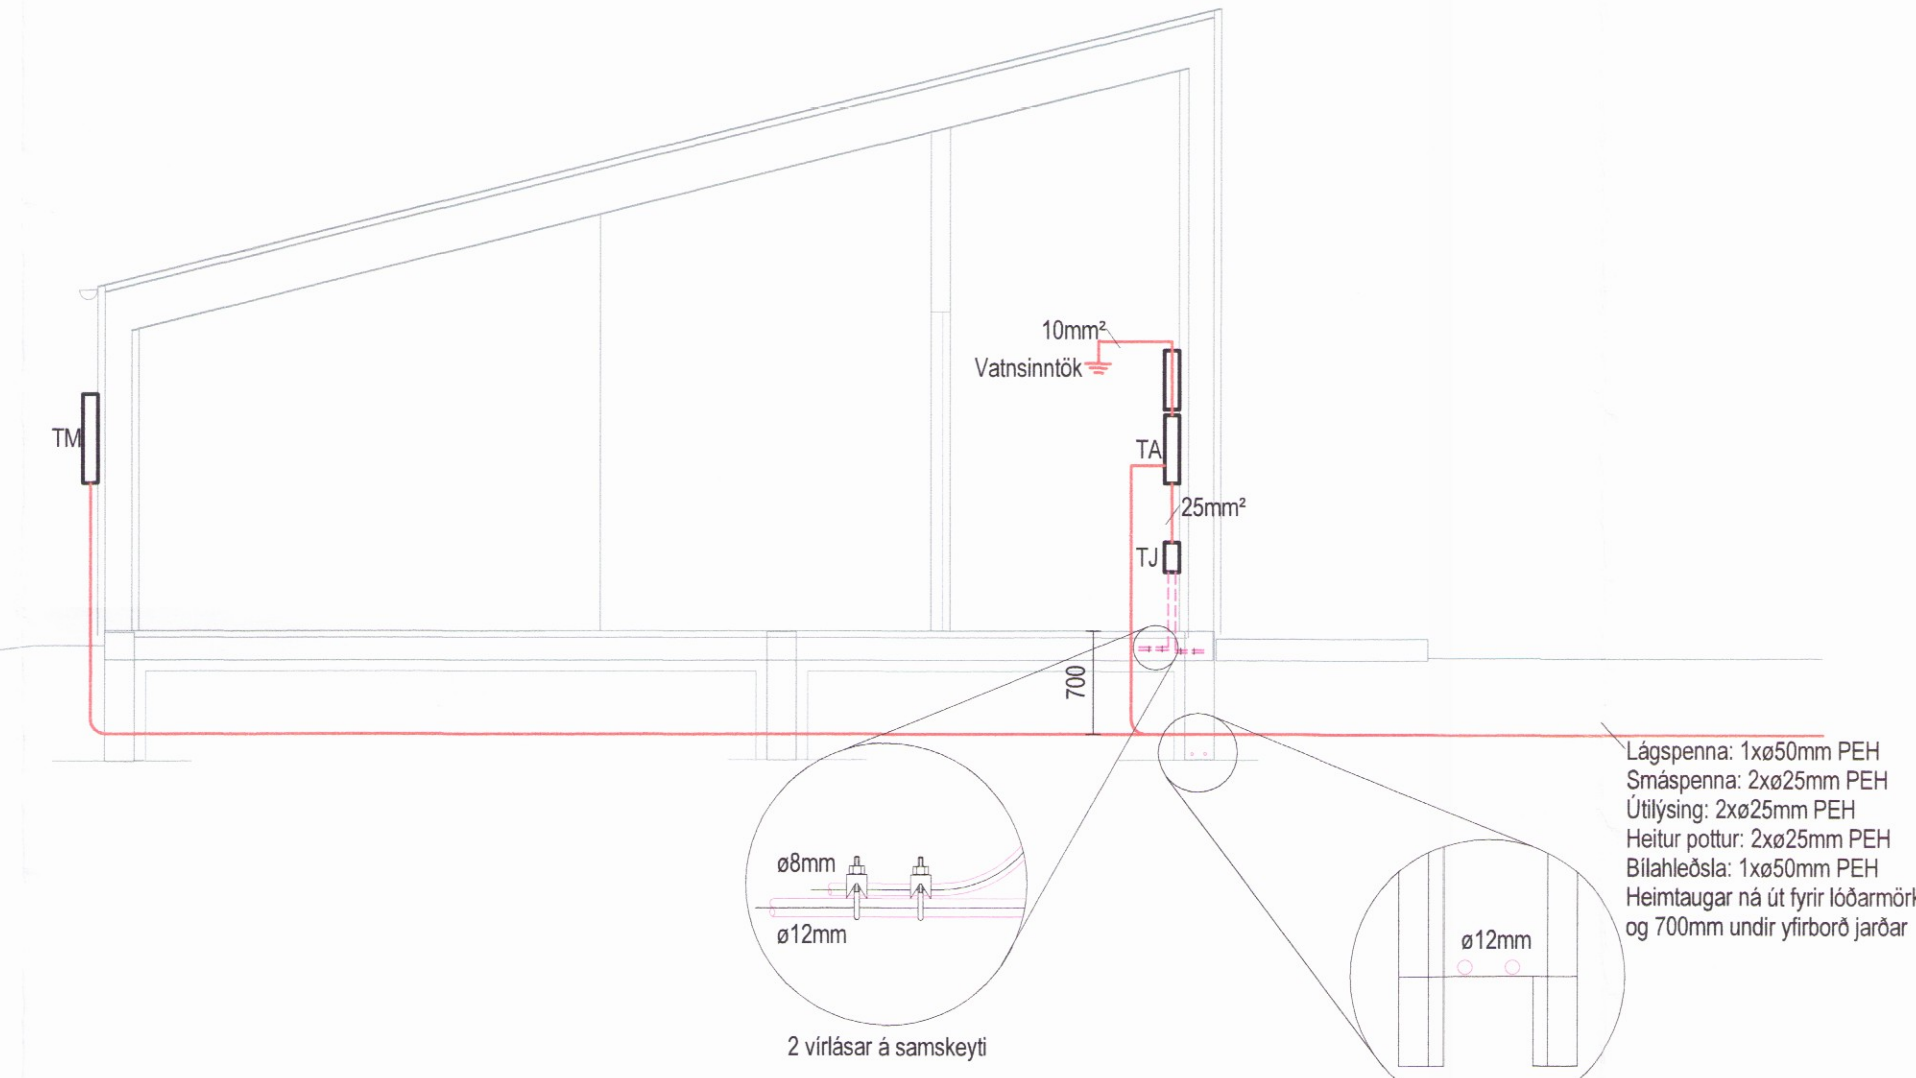 10mm²
Vatnsinntök
TM
TA
25mm²
TJ
700
Lágspenna: 1xø50mm PEH
Smáspenna: 2xø25mm PEH
Útilýsing: 2xø25mm PEH
Heitur pottur: 2xø25mm PEH
Bílahleðsla: 1xø50mm PEH
Heimtaugar ná út fyrir lóðarmörk
og 700mm undir yfirborð jarðar
ø8mm
ø12mm
ø12mm
2 vírlásar á samskeyti